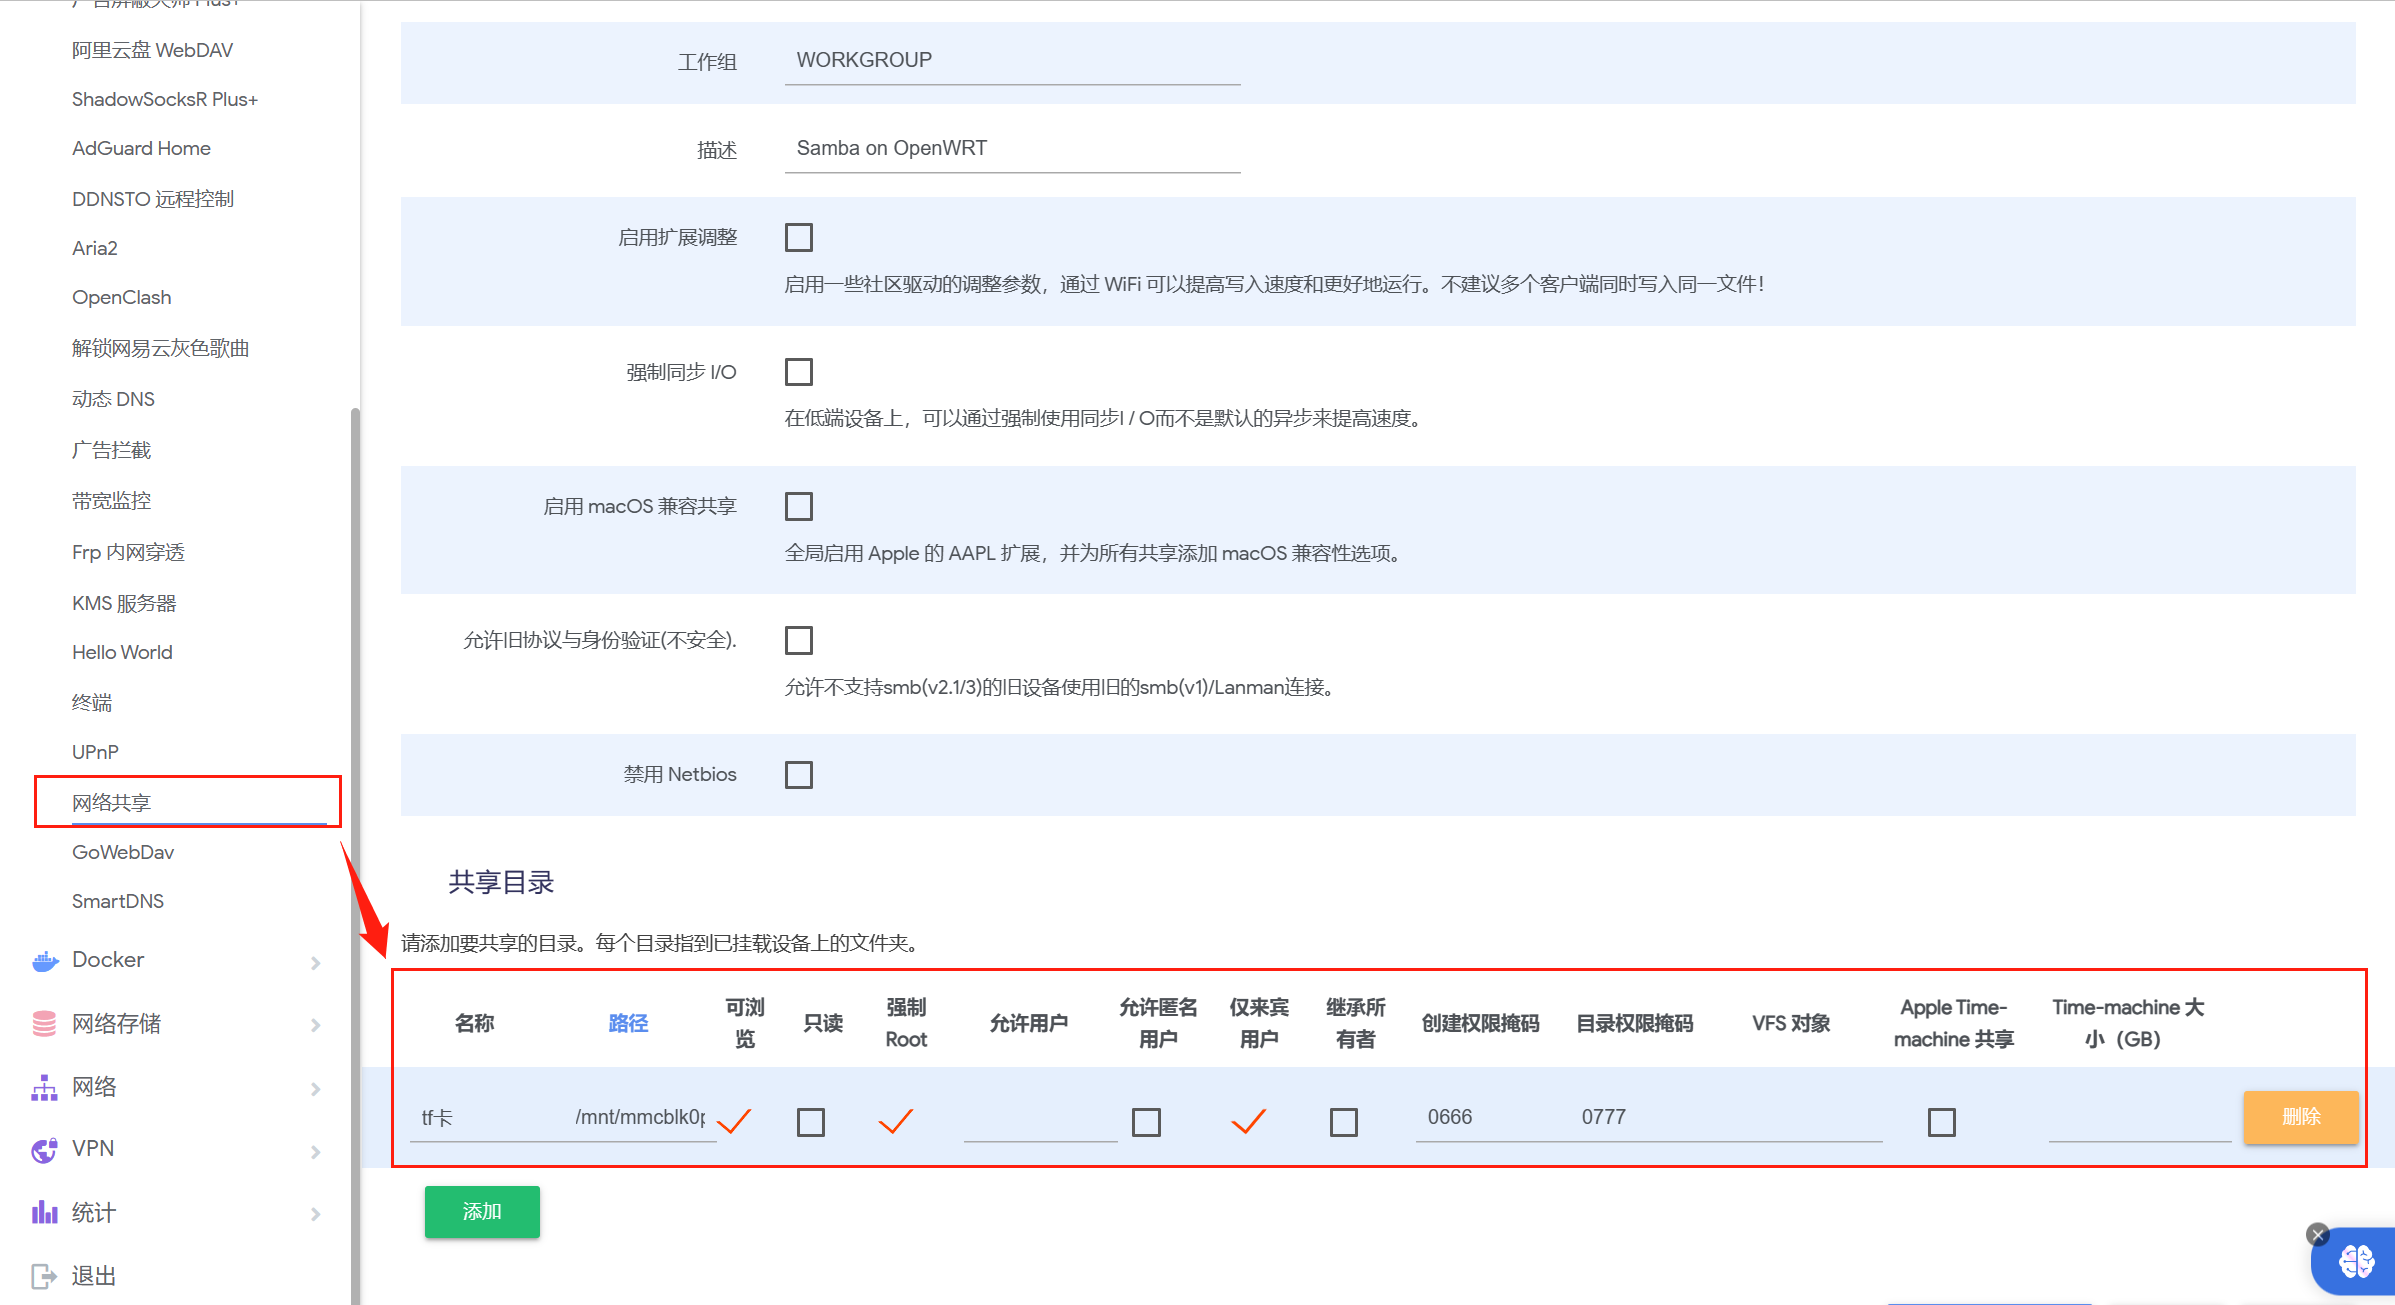 广告屏蔽大师 Plus+
阿里云盘 WebDAV
ShadowSocksR Plus+
AdGuard Home
DDNSTO 远程控制
Aria2
OpenClash
解锁网易云灰色歌曲
动态 DNS
广告拦截
带宽监控
Frp 内网穿透
KMS 服务器
Hello World
终端
UPnP
网络共享
GoWebDav
SmartDNS
Docker
网络存储
网络
VPN
统计
退出
工作组
WORKGROUP
描述
Samba on OpenWRT
启用扩展调整
启用一些社区驱动的调整参数，通过 WiFi 可以提高写入速度和更好地运行。不建议多个客户端同时写入同一文件！
强制同步 I/O
在低端设备上，可以通过强制使用同步I / O而不是默认的异步来提高速度。
启用 macOS 兼容共享
全局启用 Apple 的 AAPL 扩展，并为所有共享添加 macOS 兼容性选项。
允许旧协议与身份验证(不安全).
允许不支持smb(v2.1/3)的旧设备使用旧的smb(v1)/Lanman连接。
禁用 Netbios
共享目录
请添加要共享的目录。每个目录指到已挂载设备上的文件夹。
名称
路径
可浏
览
只读
强制
Root
允许用户
允许匿名
用户
仅来宾
用户
继承所
有者
创建权限掩码
目录权限掩码
VFS 对象
Apple Time-
machine 共享
Time-machine 大
小（GB）
tf卡
/mnt/mmcblk0p
0666
0777
删除
添加